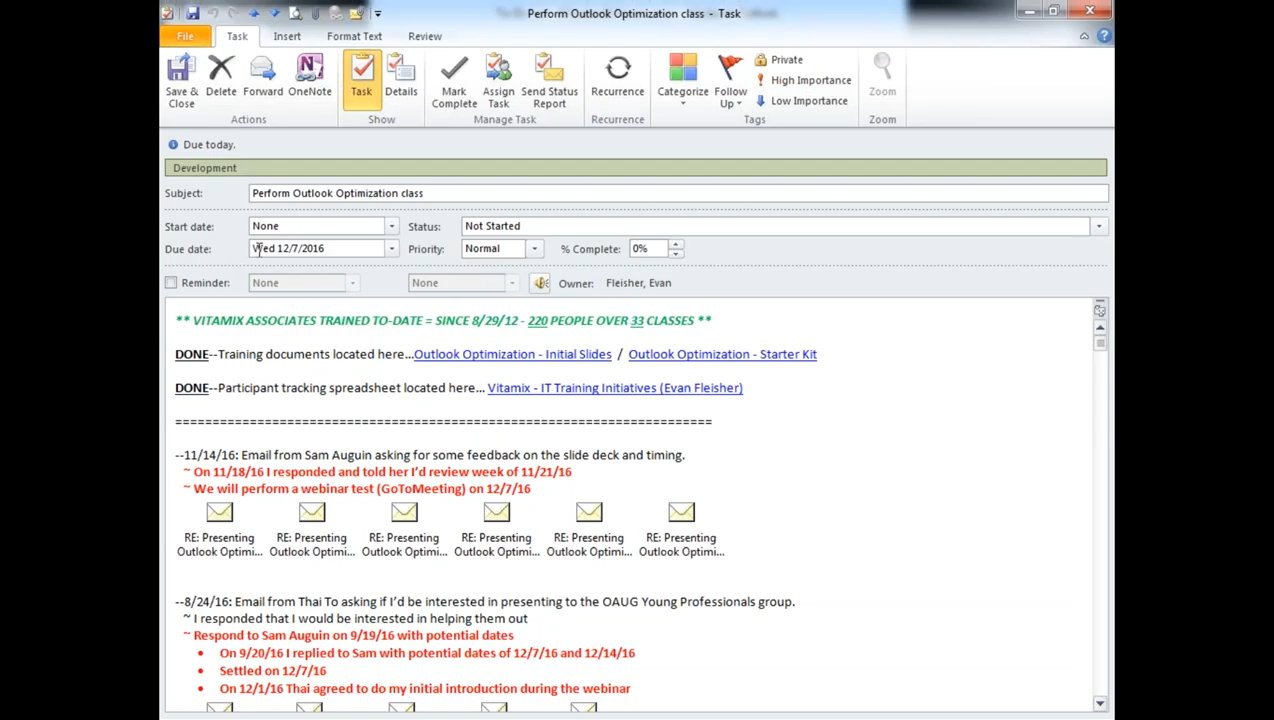 Perform Outlook Optimization class - Task
File Task Insert Format Text Review
Save & Close Delete Forward OneNote Task Details Mark Complete Assign Task Send Status Report Recurrence Categorize Follow Up Private Zoom
High Importance
Low Importance
Actions Show Manage Task Recurrence Tags Zoom
Due today.
Development
Subject: Perform Outlook Optimization class
Start date: None Status: Not Started
Due date: Wed 12/7/2016 Priority: Normal % Complete: 0%
Reminder: None None Owner: Fleisher, Evan
** VITAMIX ASSOCIATES TRAINED TO-DATE = SINCE 8/29/12 - 220 PEOPLE OVER 33 CLASSES **
DONE--Training documents located here...Outlook Optimization - Initial Slides / Outlook Optimization - Starter Kit
DONE--Participant tracking spreadsheet located here... Vitamix - IT Training Initiatives (Evan Fleisher)
================================================================================
--11/14/16: Email from Sam Auguin asking for some feedback on the slide deck and timing.
~ On 11/18/16 I responded and told her I'd review week of 11/21/16
~ We will perform a webinar test (GoToMeeting) on 12/7/16
RE: Presenting RE: Presenting RE: Presenting RE: Presenting RE: Presenting RE: Presenting
Outlook Optimi... Outlook Optimi... Outlook Optimi... Outlook Optimi... Outlook Optimi... Outlook Optimi...
--8/24/16: Email from Thai To asking if I'd be interested in presenting to the OAUG Young Professionals group.
~ I responded that I would be interested in helping them out
~ Respond to Sam Auguin on 9/19/16 with potential dates
• On 9/20/16 I replied to Sam with potential dates of 12/7/16 and 12/14/16
• Settled on 12/7/16
• On 12/1/16 Thai agreed to do my initial introduction during the webinar